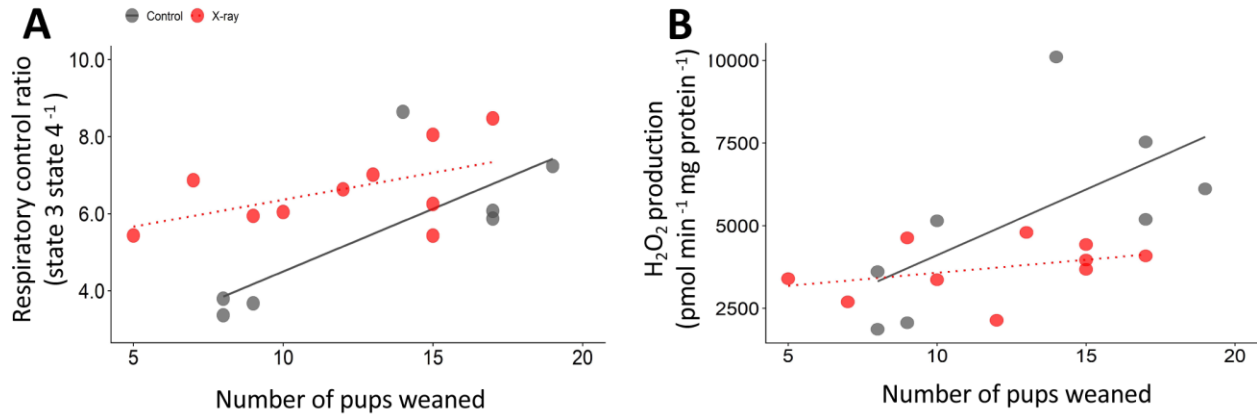 A
Control X-ray
Respiratory control ratio
(state 3 state 4 ⁻¹)
10.0
8.0
6.0
4.0
5 10 15 20
Number of pups weaned
B
H₂O₂ production
(pmol min⁻¹ mg protein⁻¹)
10000
7500
5000
2500
5 10 15 20
Number of pups weaned